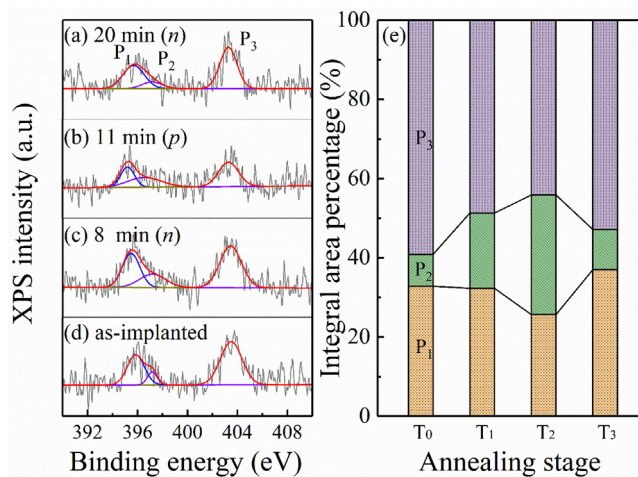 (a) 20 min (n)
P1
P2
P3
(b) 11 min (p)
(c) 8 min (n)
(d) as-implanted
XPS intensity (a.u.)
392 396 400 404 408
Binding energy (eV)
(e)
100
80
60
40
20
0
Integral area percentage (%)
P3
P2
P1
T0 T1 T2 T3
Annealing stage